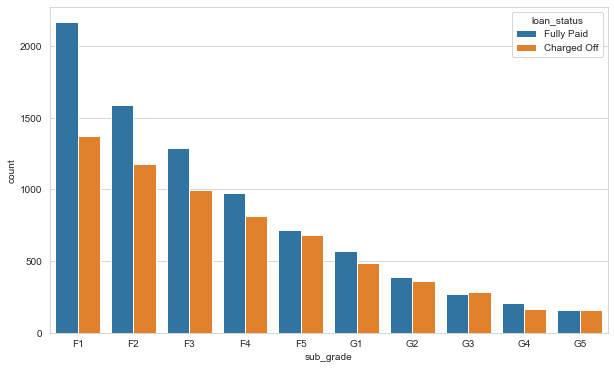 loan_status
Fully Paid
Charged Off
2000
1500
1000
500
0
count
F1 F2 F3 F4 F5 G1 G2 G3 G4 G5
sub_grade